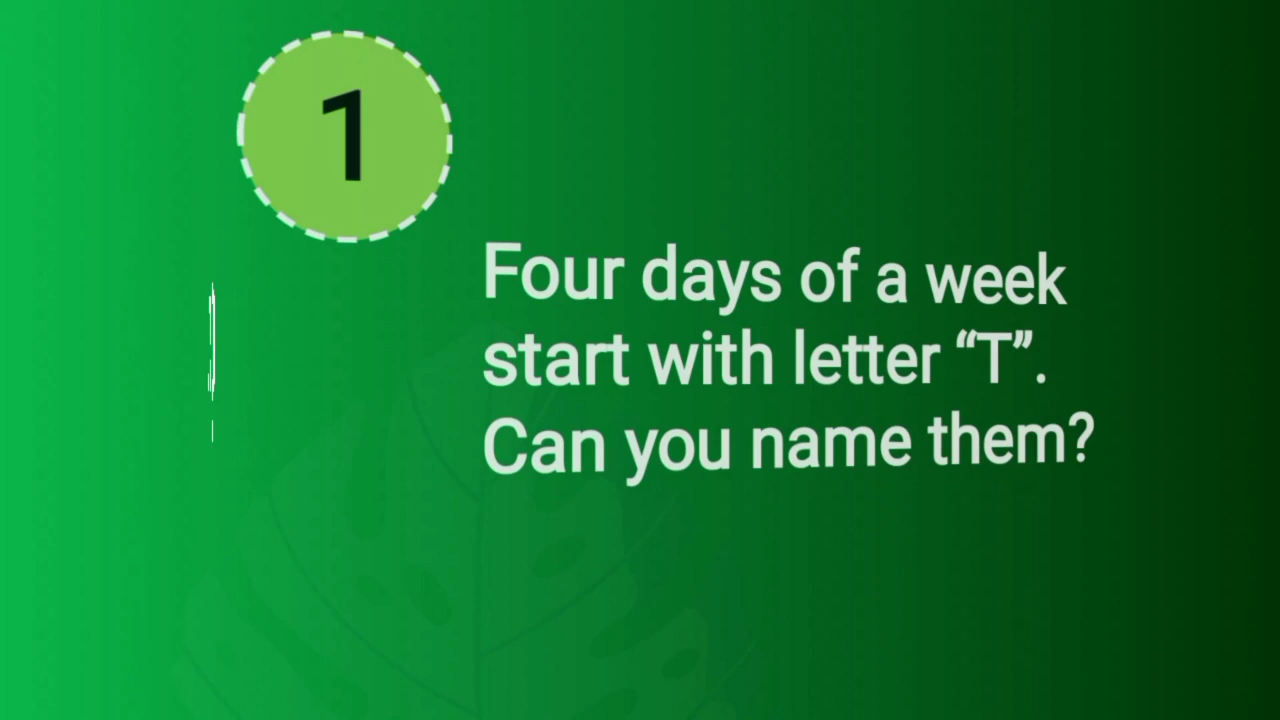 1
Four days of a week
start with letter “T”.
Can you name them?